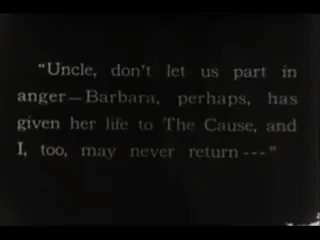 “Uncle, don't let us part in
anger—Barbara, perhaps, has
given her life to The Cause, and
I, too, may never return---”